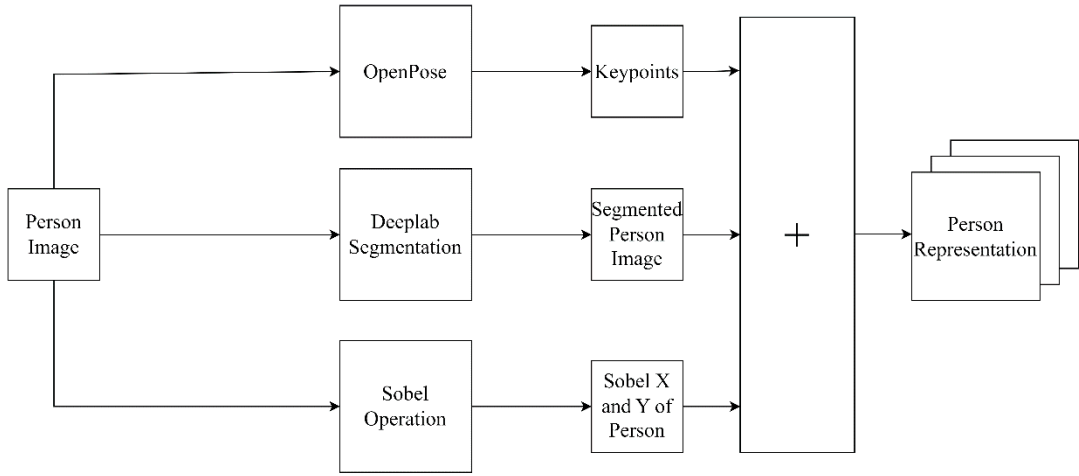 OpenPose
Keypoints
Person
Image
Deeplab
Segmentation
Segmented
Person
Image
+
Person
Representation
Sobel
Operation
Sobel X
and Y of
Person